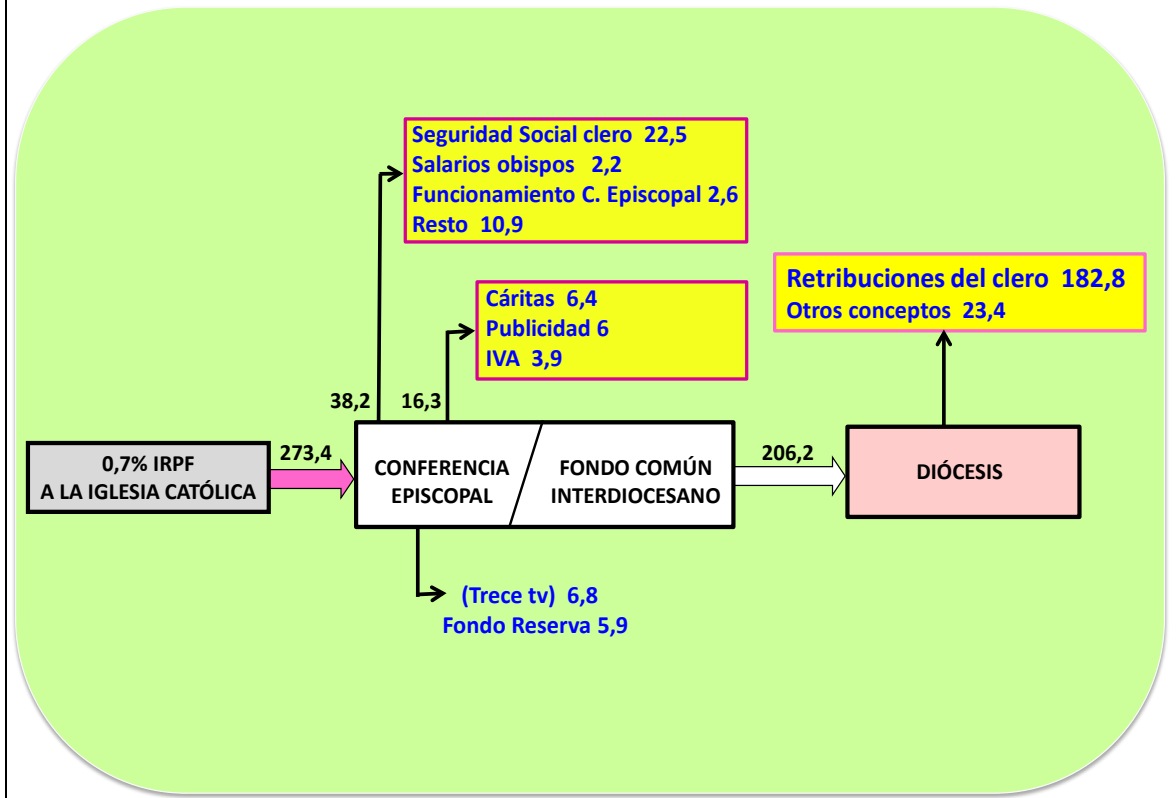 Seguridad Social clero 22,5
Salarios obispos 2,2
Funcionamiento C. Episcopal 2,6
Resto 10,9
Retribuciones del clero 182,8
Otros conceptos 23,4
Cáritas 6,4
Publicidad 6
IVA 3,9
38,2
16,3
0,7% IRPF
A LA IGLESIA CATÓLICA
273,4
CONFERENCIA
EPISCOPAL
FONDO COMÚN
INTERDIOCESANO
206,2
DIÓCESIS
(Trece tv) 6,8
Fondo Reserva 5,9